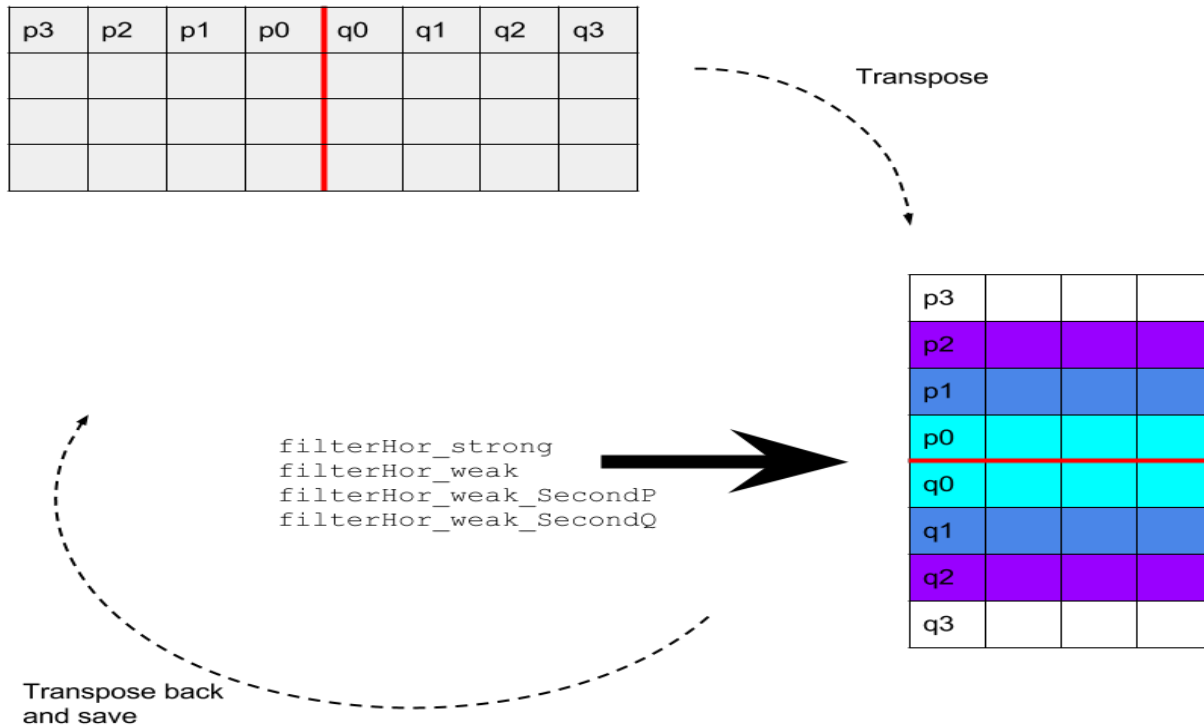 p3 p2 p1 p0 q0 q1 q2 q3
Transpose
p3
p2
p1
p0
q0
q1
q2
q3
filterHor_strong
filterHor_weak
filterHor_weak_SecondP
filterHor_weak_SecondQ
Transpose back
and save